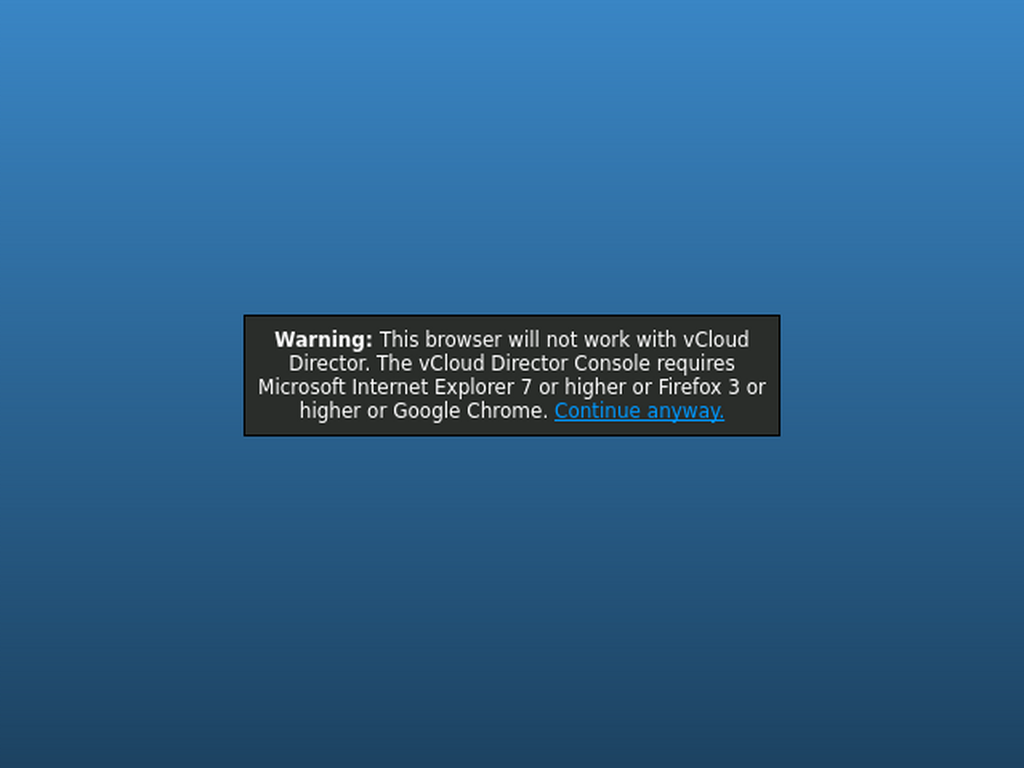 Warning: This browser will not work with vCloud
Director. The vCloud Director Console requires
Microsoft Internet Explorer 7 or higher or Firefox 3 or
higher or Google Chrome. Continue anyway.